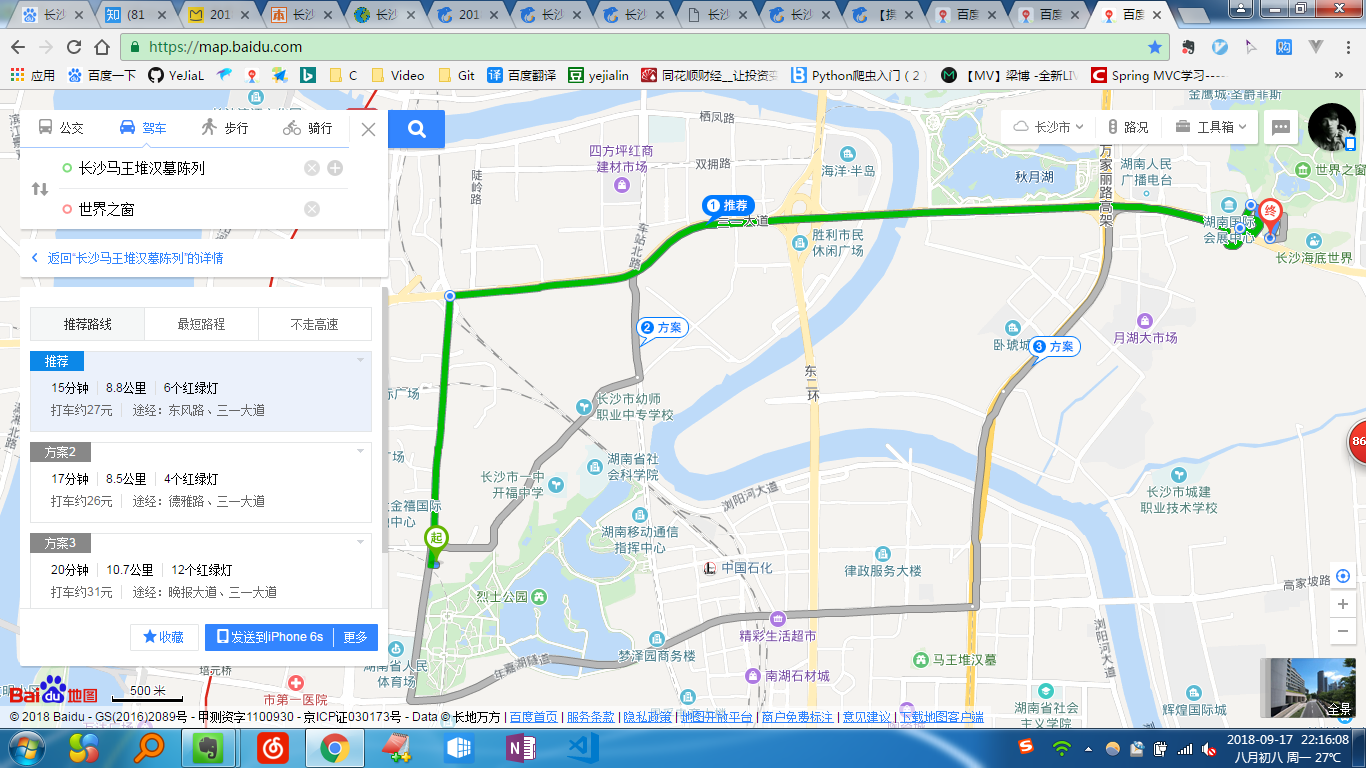 长沙
(81
201
长沙
长沙
201
长沙
长沙
长沙
长沙
【携
百度
百度
百度
https://map.baidu.com
应用
百度一下
YeJiaL
C
Video
Git
百度翻译
yejialin
同花顺财经__让投资变
Python爬虫入门（2
【MV】梁博 -全新LIV
Spring MVC学习----
公交
驾车
步行
骑行
长沙马王堆汉墓陈列
世界之窗
返回“长沙马王堆汉墓陈列”的详情
推荐路线
最短路程
不走高速
推荐
15分钟 | 8.8公里 | 6个红绿灯
打车约27元 | 途经：东风路、三一大道
方案2
17分钟 | 8.5公里 | 4个红绿灯
打车约26元 | 途经：德雅路、三一大道
方案3
20分钟 | 10.7公里 | 12个红绿灯
打车约31元 | 途经：晚报大道、三一大道
收藏
发送到iPhone 6s
更多
长沙市
路况
工具箱
金鹰城·圣爵菲斯
栖凤路
四方坪红商
建材市场
双拥路
陡岭路
海洋·半岛
秋月湖
万家丽路高架
湖南人民
广播电台
世界之窗
1 推荐
三一大道
车站北路
胜利市民
休闲广场
湖南国际
会展中心
终
长沙海底世界
2 方案
月湖大市场
3 方案
东二环
长沙市幼师
职业中专学校
湖南省社
会科学院
长沙市一中
开福中学
浏阳河大道
长沙市城建
职业技术学校
金禧国际
中心
起
湖南移动通信
指挥中心
中国石化
律政服务大楼
高家坡路
烈士公园
精彩生活超市
浏阳河大道
梦泽园商务楼
年嘉湖隧道
马王堆汉墓
南湖石材城
湖南省人民
体育场
培元桥
市第一医院
湖南省社会
主义学院
辉煌国际城
全景
86
Baidu地图
500 米
© 2018 Baidu - GS(2016)2089号 - 甲测资字1100930 - 京ICP证030173号 - Data © 长地万方 | 百度首页 | 服务条款 | 隐私政策 | 地图开放平台 | 商户免费标注 | 意见建议 | 下载地图客户端
2018-09-17 22:16:08
八月初八 周一 27℃